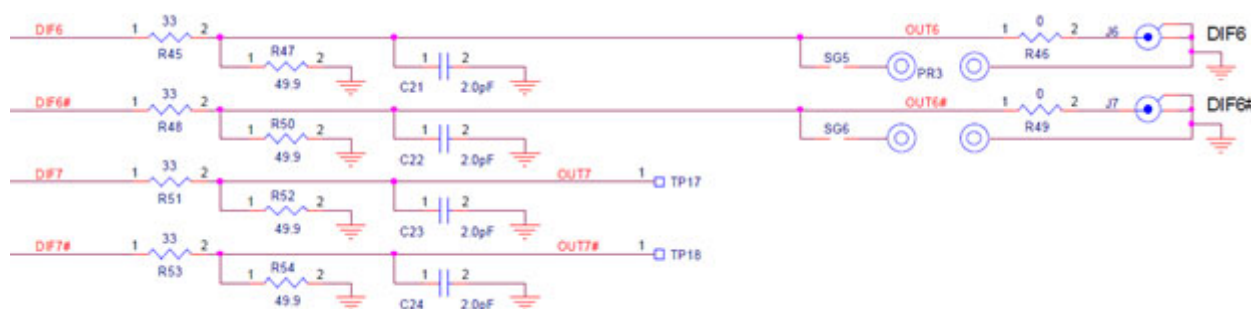 33 0
DIF6 1 2 R47 OUT6 1 2 J6 DIF6
R45 1 2 1 2 SG5 R46
49.9 C21 2.0pF PR3
33 0
DIF6# 1 2 R50 OUT6# 1 2 J7 DIF6#
R48 1 2 1 2 SG6 R49
49.9 C22 2.0pF
33
DIF7 1 2 R52 OUT7 1 TP17
R51 1 2 1 2
49.9 C23 2.0pF
33
DIF7# 1 2 R54 OUT7# 1 TP18
R53 1 2 1 2
49.9 C24 2.0pF